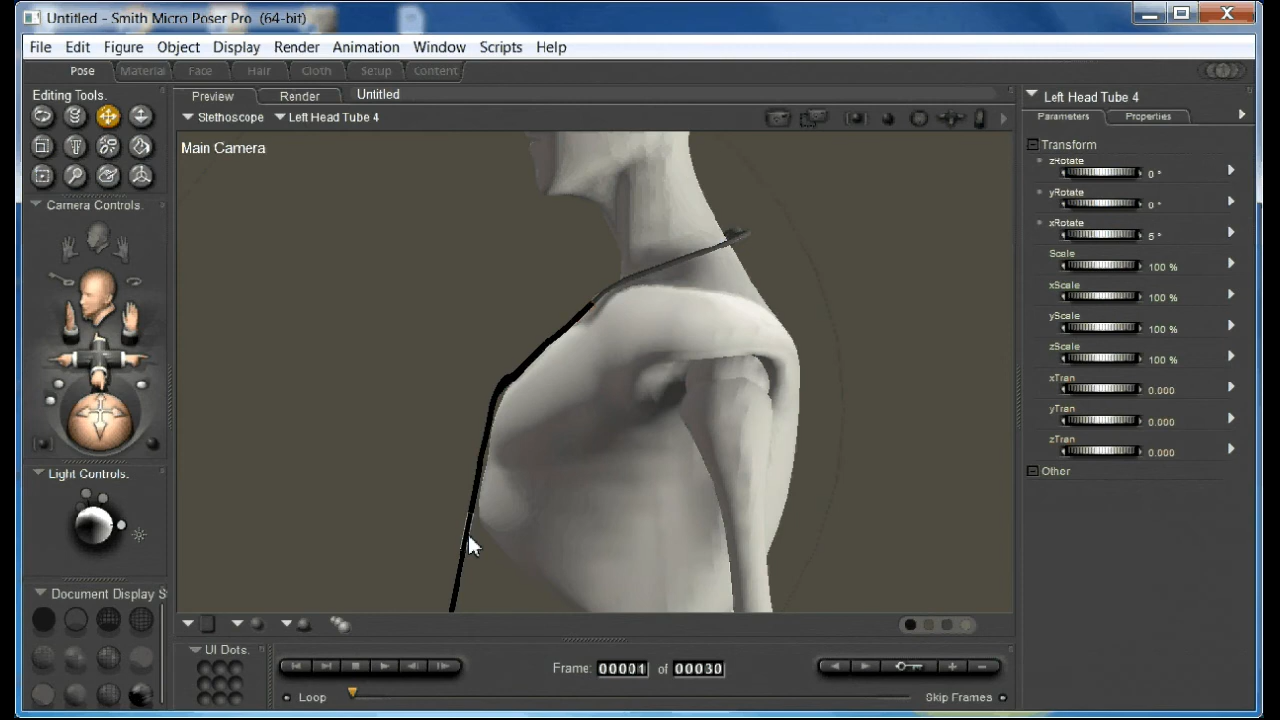 Untitled - Smith Micro Poser Pro (64-bit)
File Edit Figure Object Display Render Animation Window Scripts Help
Pose Material Face Hair Cloth Setup Content
Editing Tools.
Preview Render Untitled
Stethoscope Left Head Tube 4
Main Camera
Camera Controls.
Light Controls.
Document Display S
UI Dots.
Frame: 00001 of 00030
Loop
Skip Frames
Left Head Tube 4
Parameters Properties
Transform
zRotate
0 °
yRotate
0 °
xRotate
5 °
Scale
100 %
xScale
100 %
yScale
100 %
zScale
100 %
xTran
0.000
yTran
0.000
zTran
0.000
Other